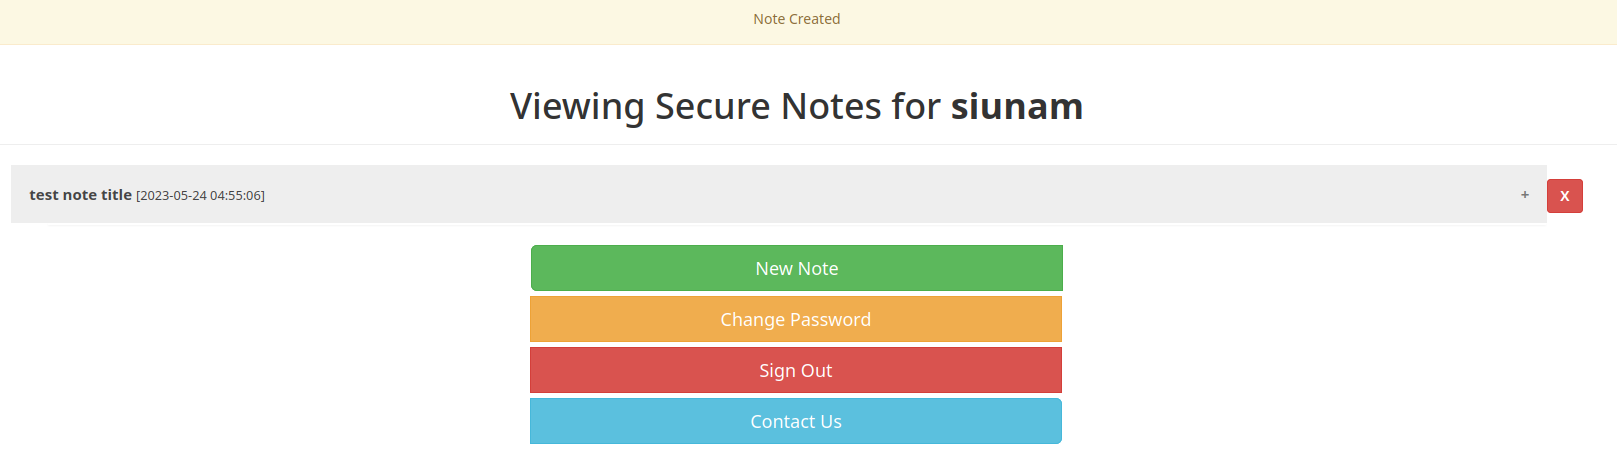 Note Created
Viewing Secure Notes for siunam
test note title [2023-05-24 04:55:06] + X
New Note
Change Password
Sign Out
Contact Us